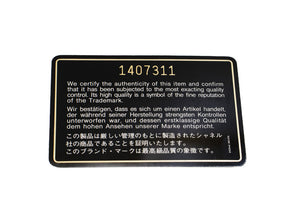 1407311
We certify the authenticity of this item and confirm
that it has been subjected to the most exacting quality
control. Its high quality is a symbol of the fine reputation
of the Trademark.
Wir bestätigen, dass es sich um einen Artikel handelt,
der während seiner Herstellung strengsten Kontrollen
unterworfen war, und dessen erstklassige Qualität
dem hohen Ansehen unserer Marke entspricht.
この製品は厳しい管理のもとに製造されたシャネル
社の商品であることを証明します。
このブランド・マークは最高級品質の象徴です。